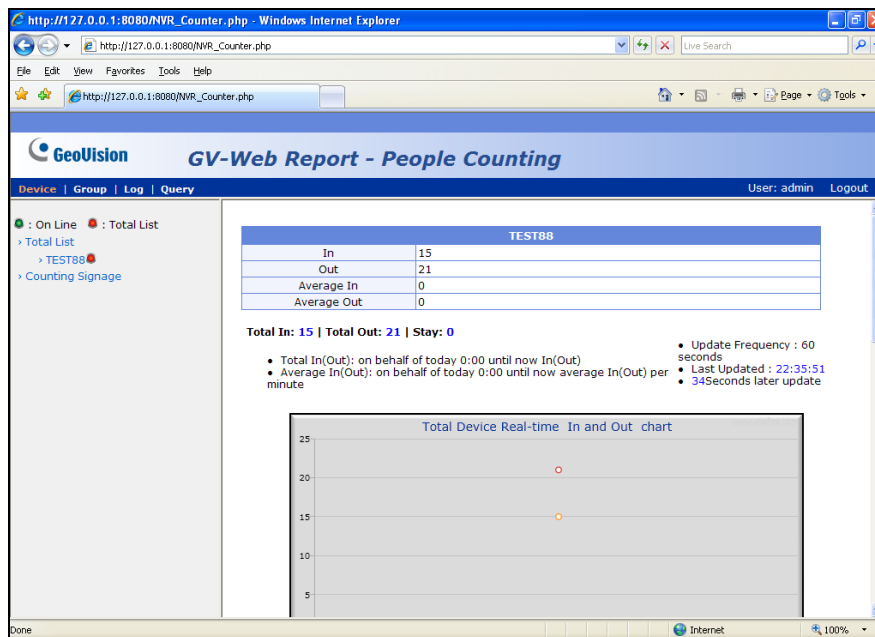 http://127.0.0.1:8080/NVR_Counter.php - Windows Internet Explorer
http://127.0.0.1:8080/NVR_Counter.php
Live Search
File Edit View Favorites Tools Help
http://127.0.0.1:8080/NVR_Counter.php
Page Tools
GeoVision
GV-Web Report - People Counting
Device | Group | Log | Query
User: admin Logout
: On Line : Total List
› Total List
› TEST88
› Counting Signage
TEST88
In 15
Out 21
Average In 0
Average Out 0
Total In: 15 | Total Out: 21 | Stay: 0
• Total In(Out): on behalf of today 0:00 until now In(Out)
• Average In(Out): on behalf of today 0:00 until now average In(Out) per
minute
• Update Frequency : 60
seconds
• Last Updated : 22:35:51
• 34Seconds later update
Total Device Real-time In and Out chart
25
20
15
10
5
Done
Internet
100%